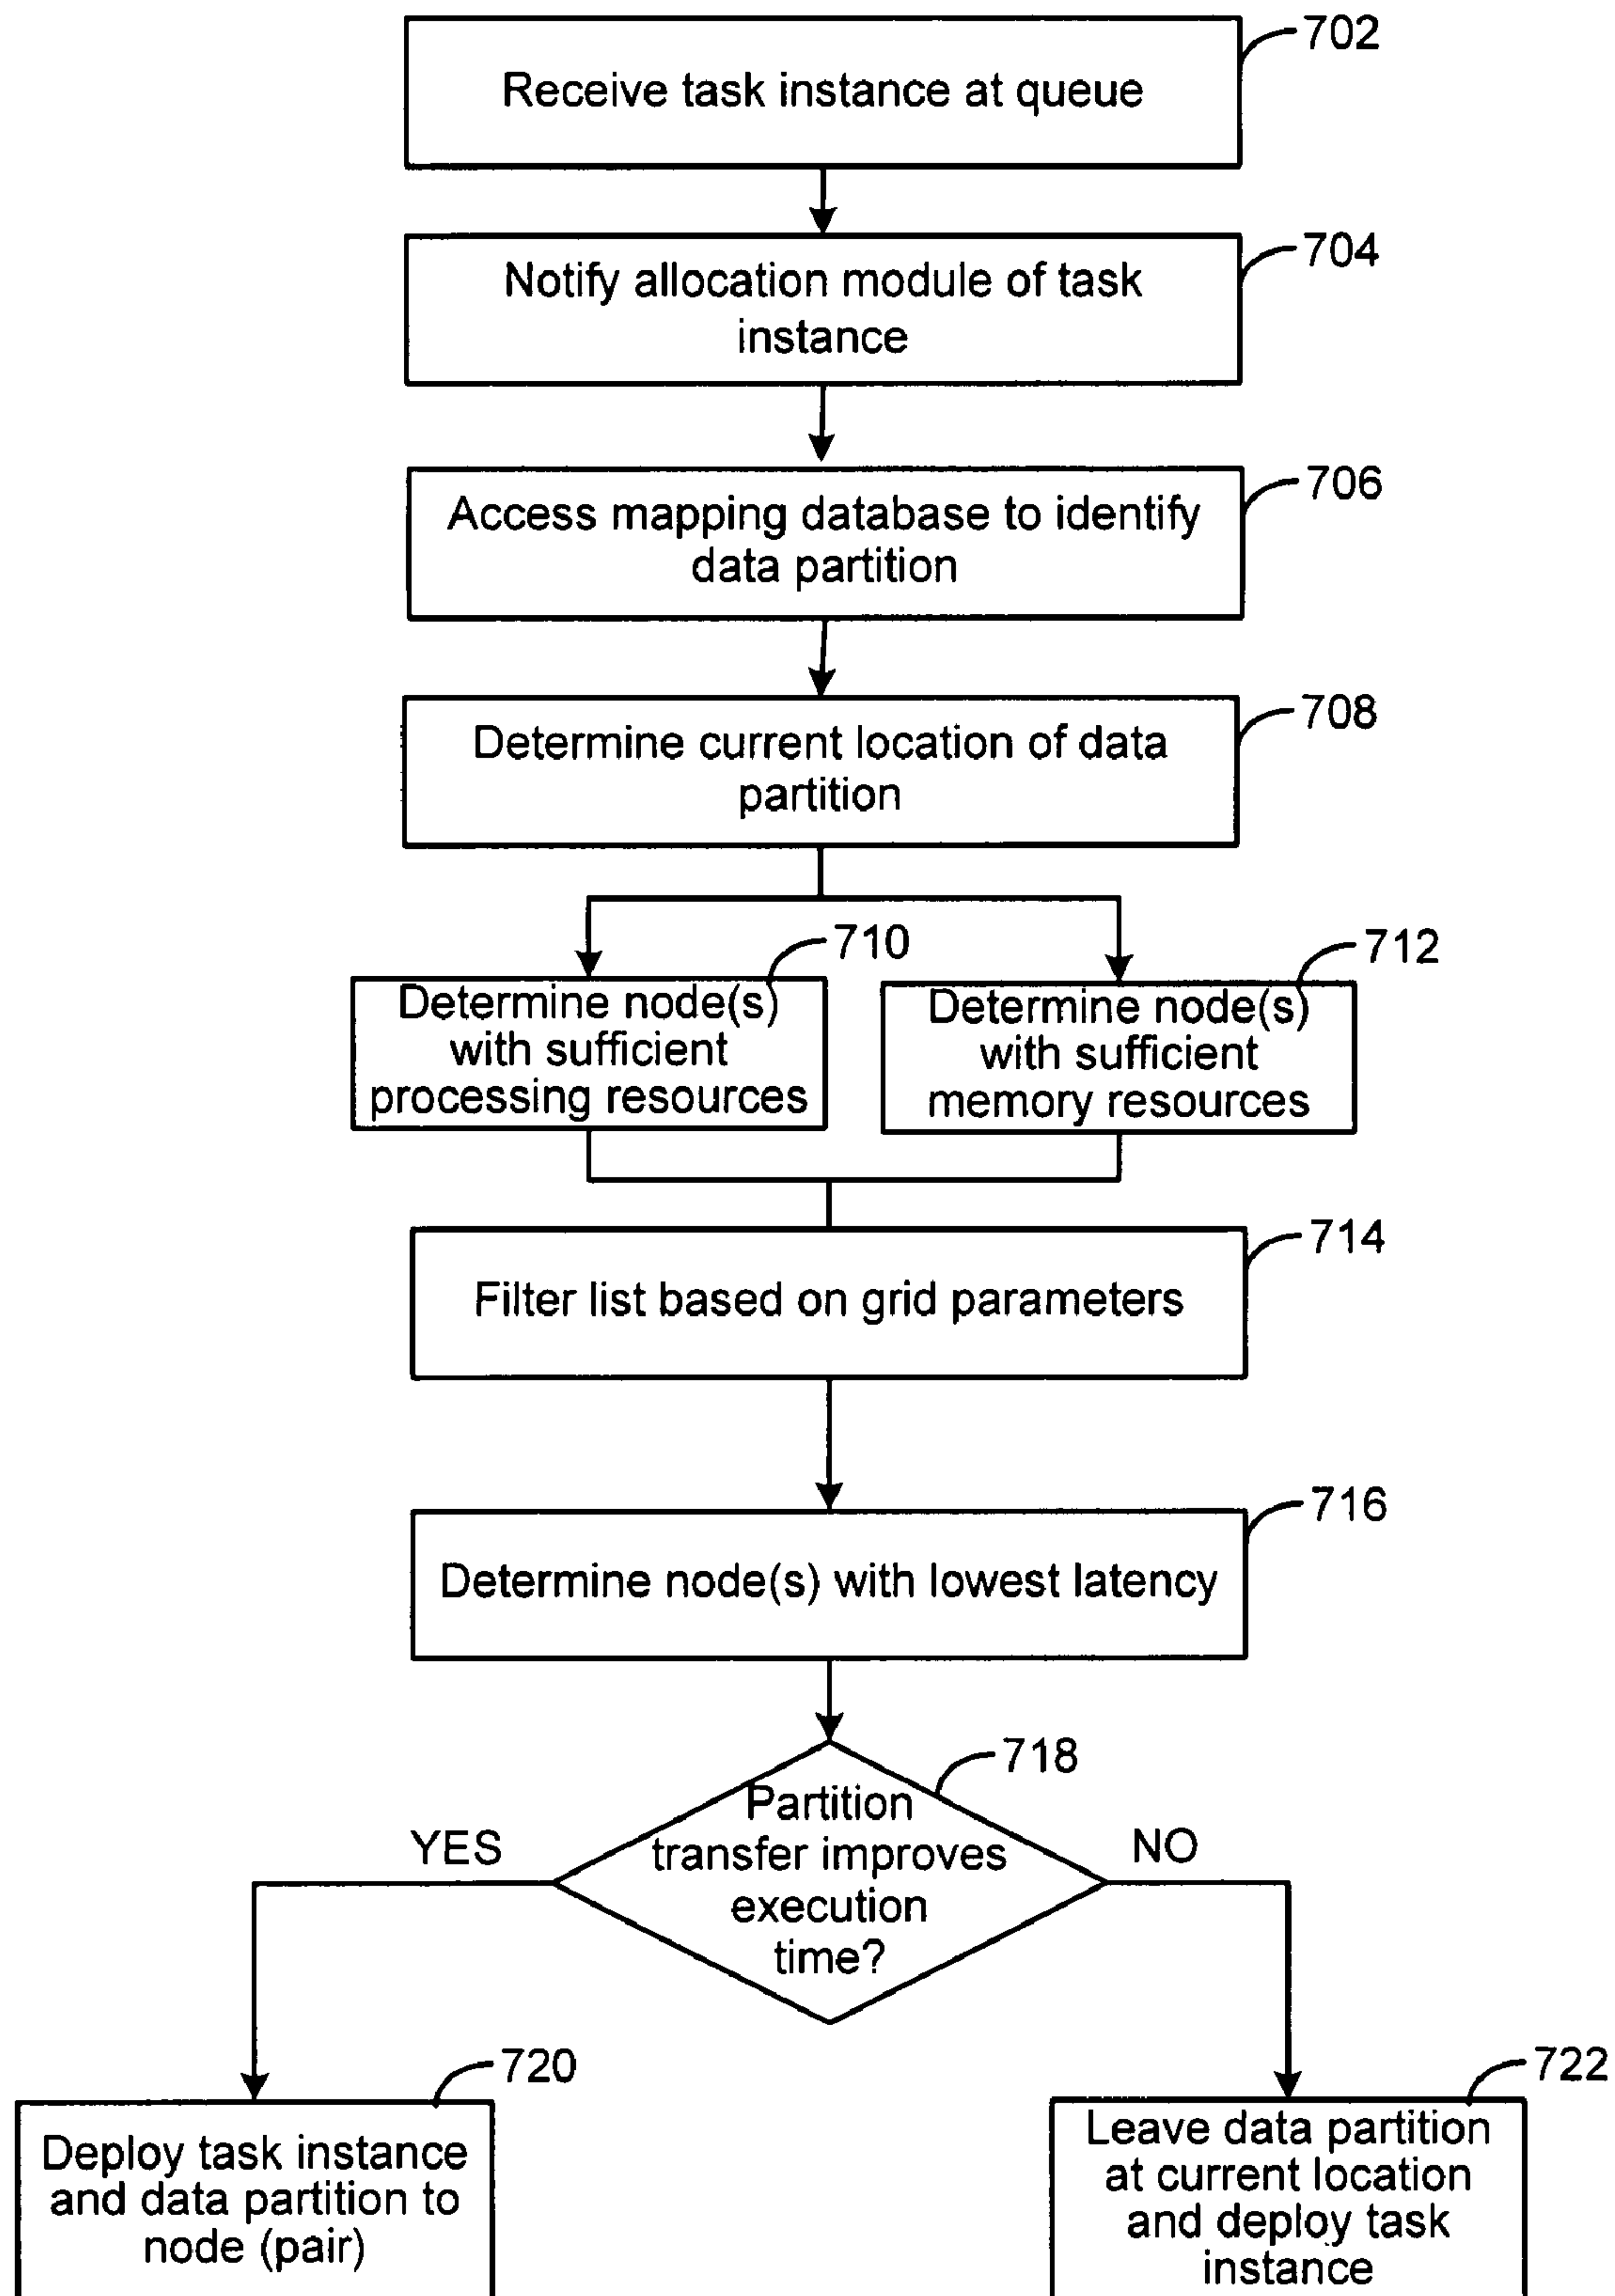 702
Receive task instance at queue
704
Notify allocation module of task
instance
706
Access mapping database to identify
data partition
708
Determine current location of data
partition
710
Determine node(s)
with sufficient
processing resources
712
Determine node(s)
with sufficient
memory resources
714
Filter list based on grid parameters
716
Determine node(s) with lowest latency
718
Partition
transfer improves
execution
time?
YES
NO
720
Deploy task instance
and data partition to
node (pair)
722
Leave data partition
at current location
and deploy task
instance